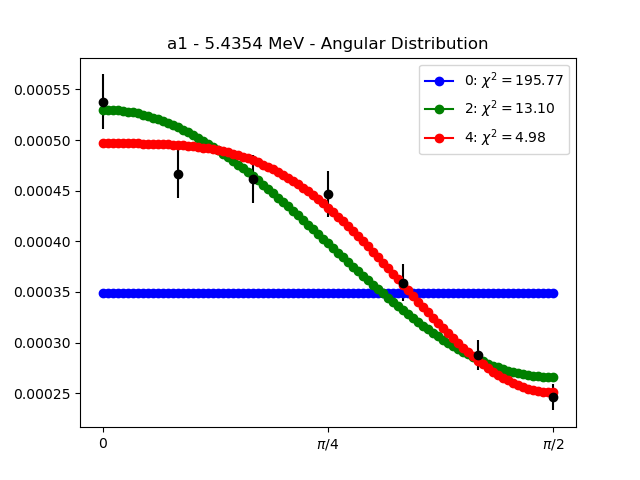 a1 - 5.4354 MeV - Angular Distribution
0: χ² = 195.77
2: χ² = 13.10
4: χ² = 4.98
0.00055
0.00050
0.00045
0.00040
0.00035
0.00030
0.00025
0 π/4 π/2